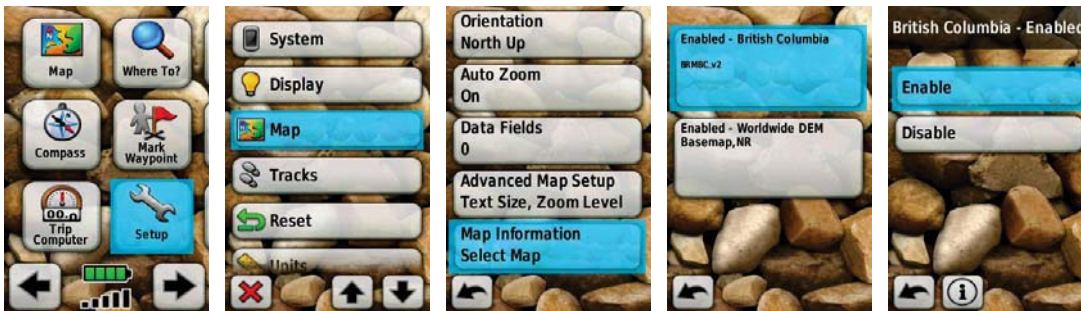 Map
Where To?
Compass
Mark
Waypoint
00.0
Trip
Computer
Setup
System
Display
Map
Tracks
Reset
Units
Orientation
North Up
Auto Zoom
On
Data Fields
0
Advanced Map Setup
Text Size, Zoom Level
Map Information
Select Map
Enabled - British Columbia
BRMBC.v2
Enabled - Worldwide DEM
Basemap,NR
British Columbia - Enabled
Enable
Disable